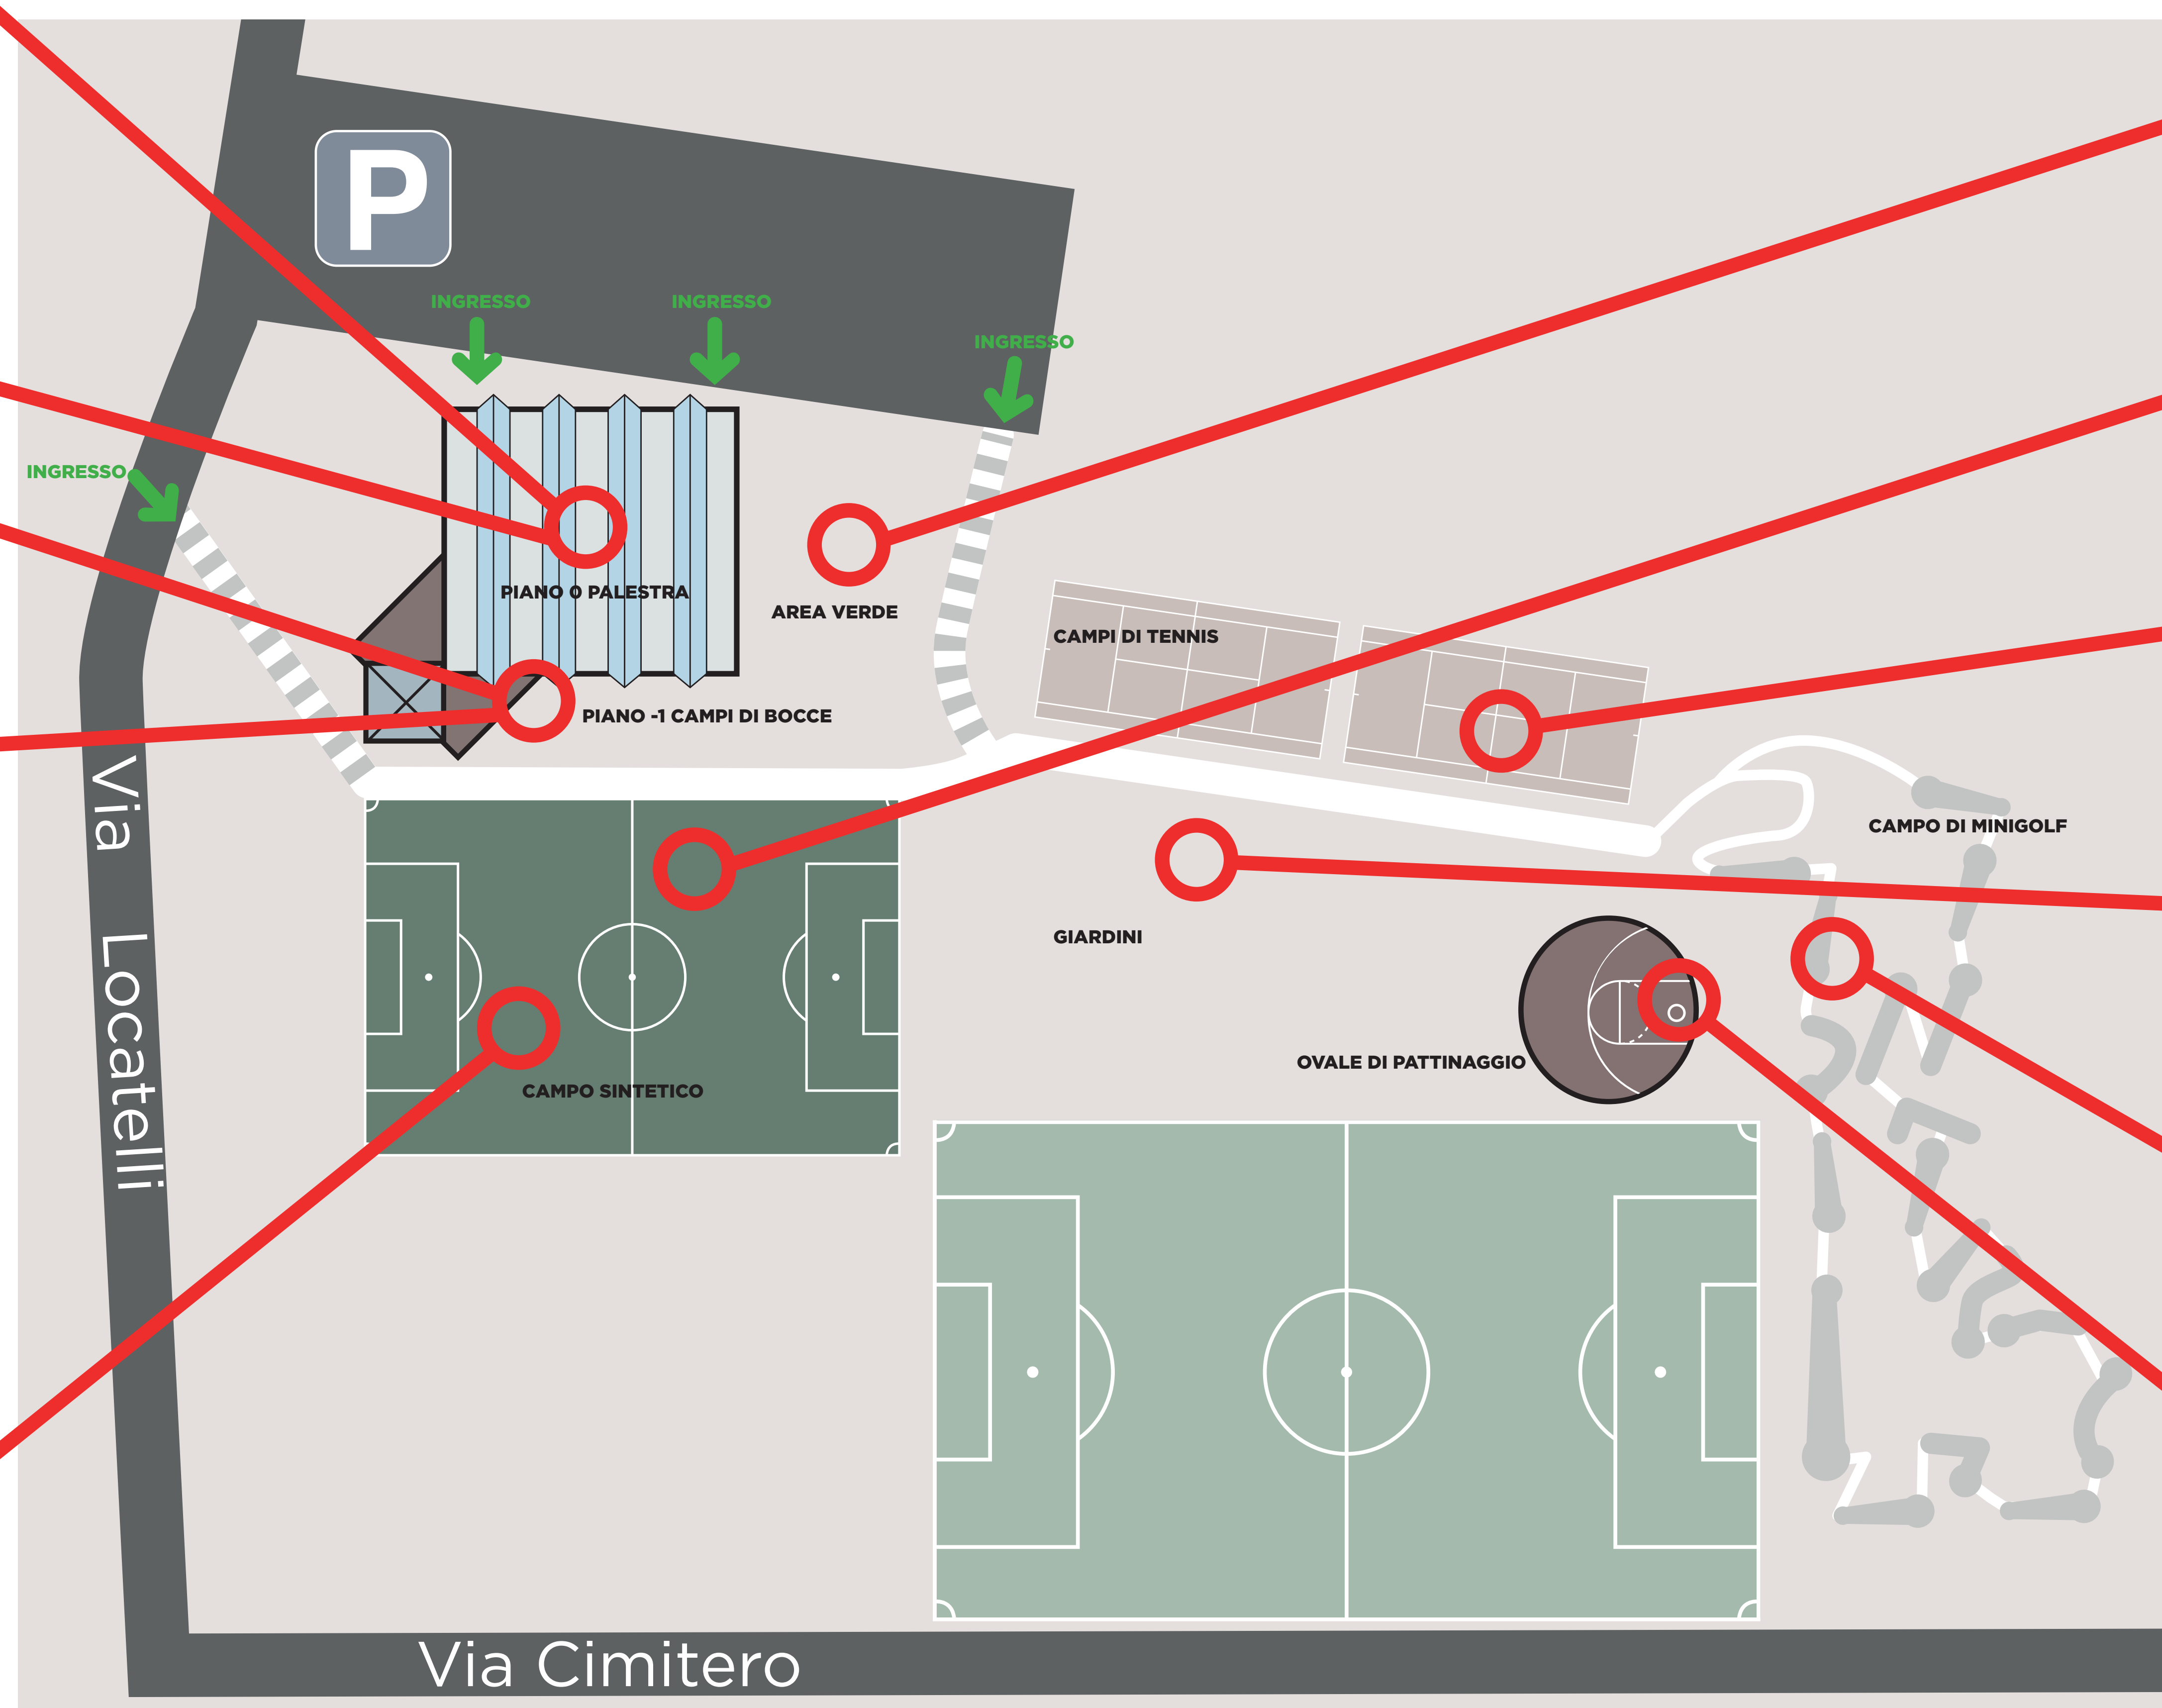 P
INGRESSO
INGRESSO
INGRESSO
INGRESSO
PIANO 0 PALESTRA
AREA VERDE
CAMPI DI TENNIS
PIANO -1 CAMPI DI BOCCE
CAMPO DI MINIGOLF
Via Locatelli
GIARDINI
OVALE DI PATTINAGGIO
CAMPO SINTETICO
Via Cimitero